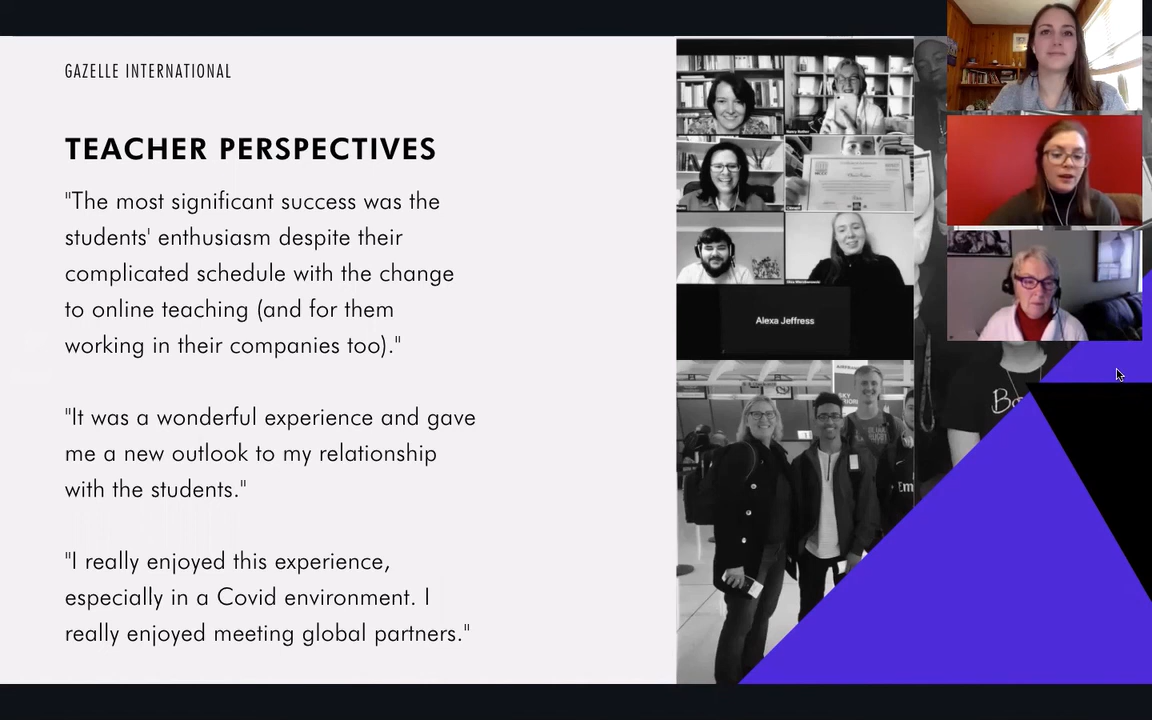 GAZELLE INTERNATIONAL
TEACHER PERSPECTIVES
"The most significant success was the
students' enthusiasm despite their
complicated schedule with the change
to online teaching (and for them
working in their companies too)."
"It was a wonderful experience and gave
me a new outlook to my relationship
with the students."
"I really enjoyed this experience,
especially in a Covid environment. I
really enjoyed meeting global partners."
Alexa Jeffress